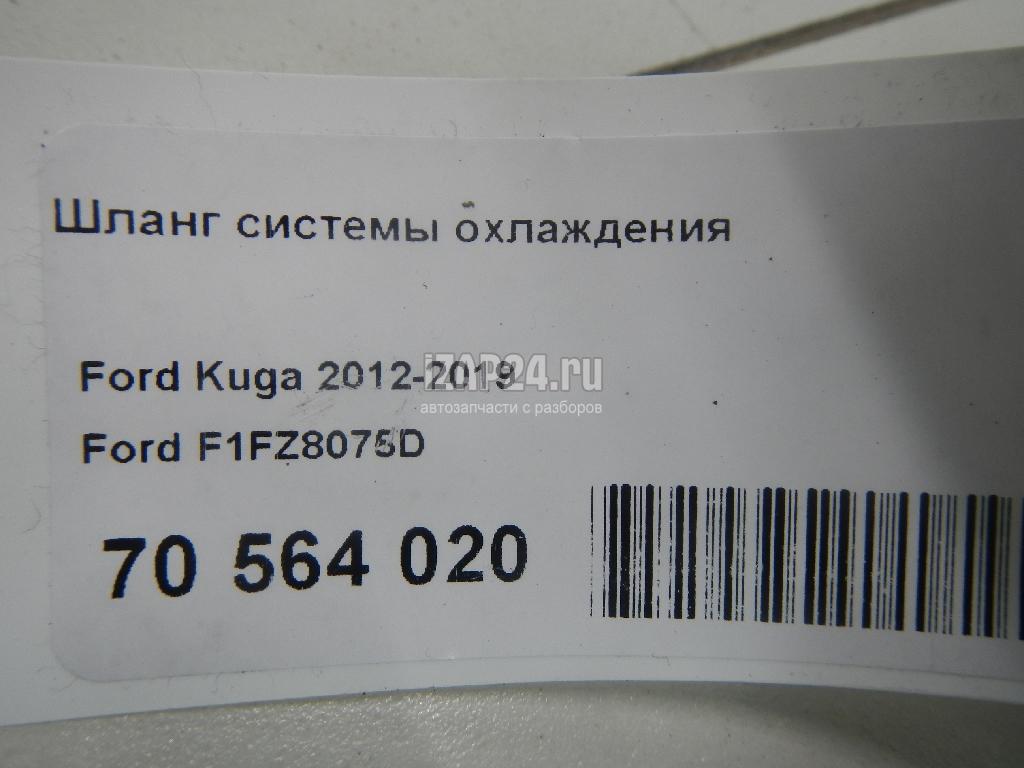 Шланг системы охлаждения
Ford Kuga 2012-2019
iZAP24.ru
автозапчасти с разборов
Ford F1FZ8075D
70 564 020